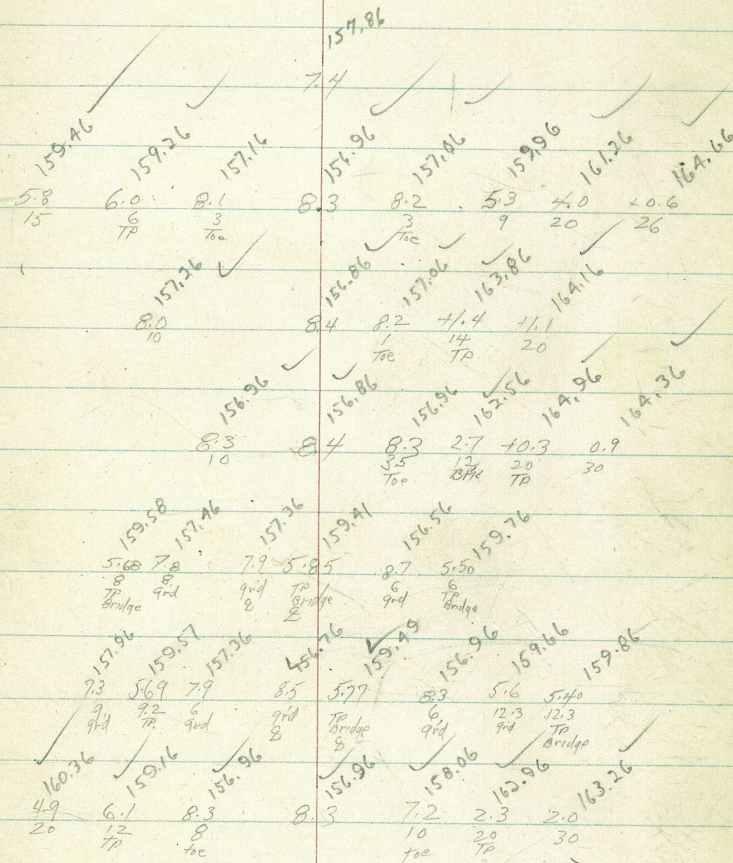 157.86
7.4
159.46 159.26 157.16 156.96 157.06 159.96 161.26 164.66
5.8 6.0 8.1 8.3 8.2 5.3 4.0 +0.6
15 6 3 3 9 20 26
TP Toe Toe
157.26 156.86 157.06 163.86 164.16
8.0 8.4 8.2 +1.4 +1.1
10 1 14 20
Toe TP
156.96 156.86 156.96 162.56 164.96 164.36
8.3 8.4 8.3 2.7 +0.3 0.9
10 3.5 12 20 30
Toe TP
159.58 157.46 157.36 159.41 156.56 159.76
5.68 7.8 7.9 5.85 8.7 5.50
8 8 grd TP 6 6
TP grd Bridge grd TP
Bridge Bridge
157.96 159.57 157.36 156.76 159.49 156.96 159.66 159.86
7.3 5.69 7.9 8.5 5.77 8.3 5.6 5.40
9 9.2 6 grd TP 6 12.3 12.3
grd TP grd Bridge grd grd TP
Bridge
160.36 159.16 156.96 156.96 158.06 162.96 163.26
4.9 6.1 8.3 8.3 7.2 2.3 2.0
20 12 8 10 20 30
TP toe toe TP